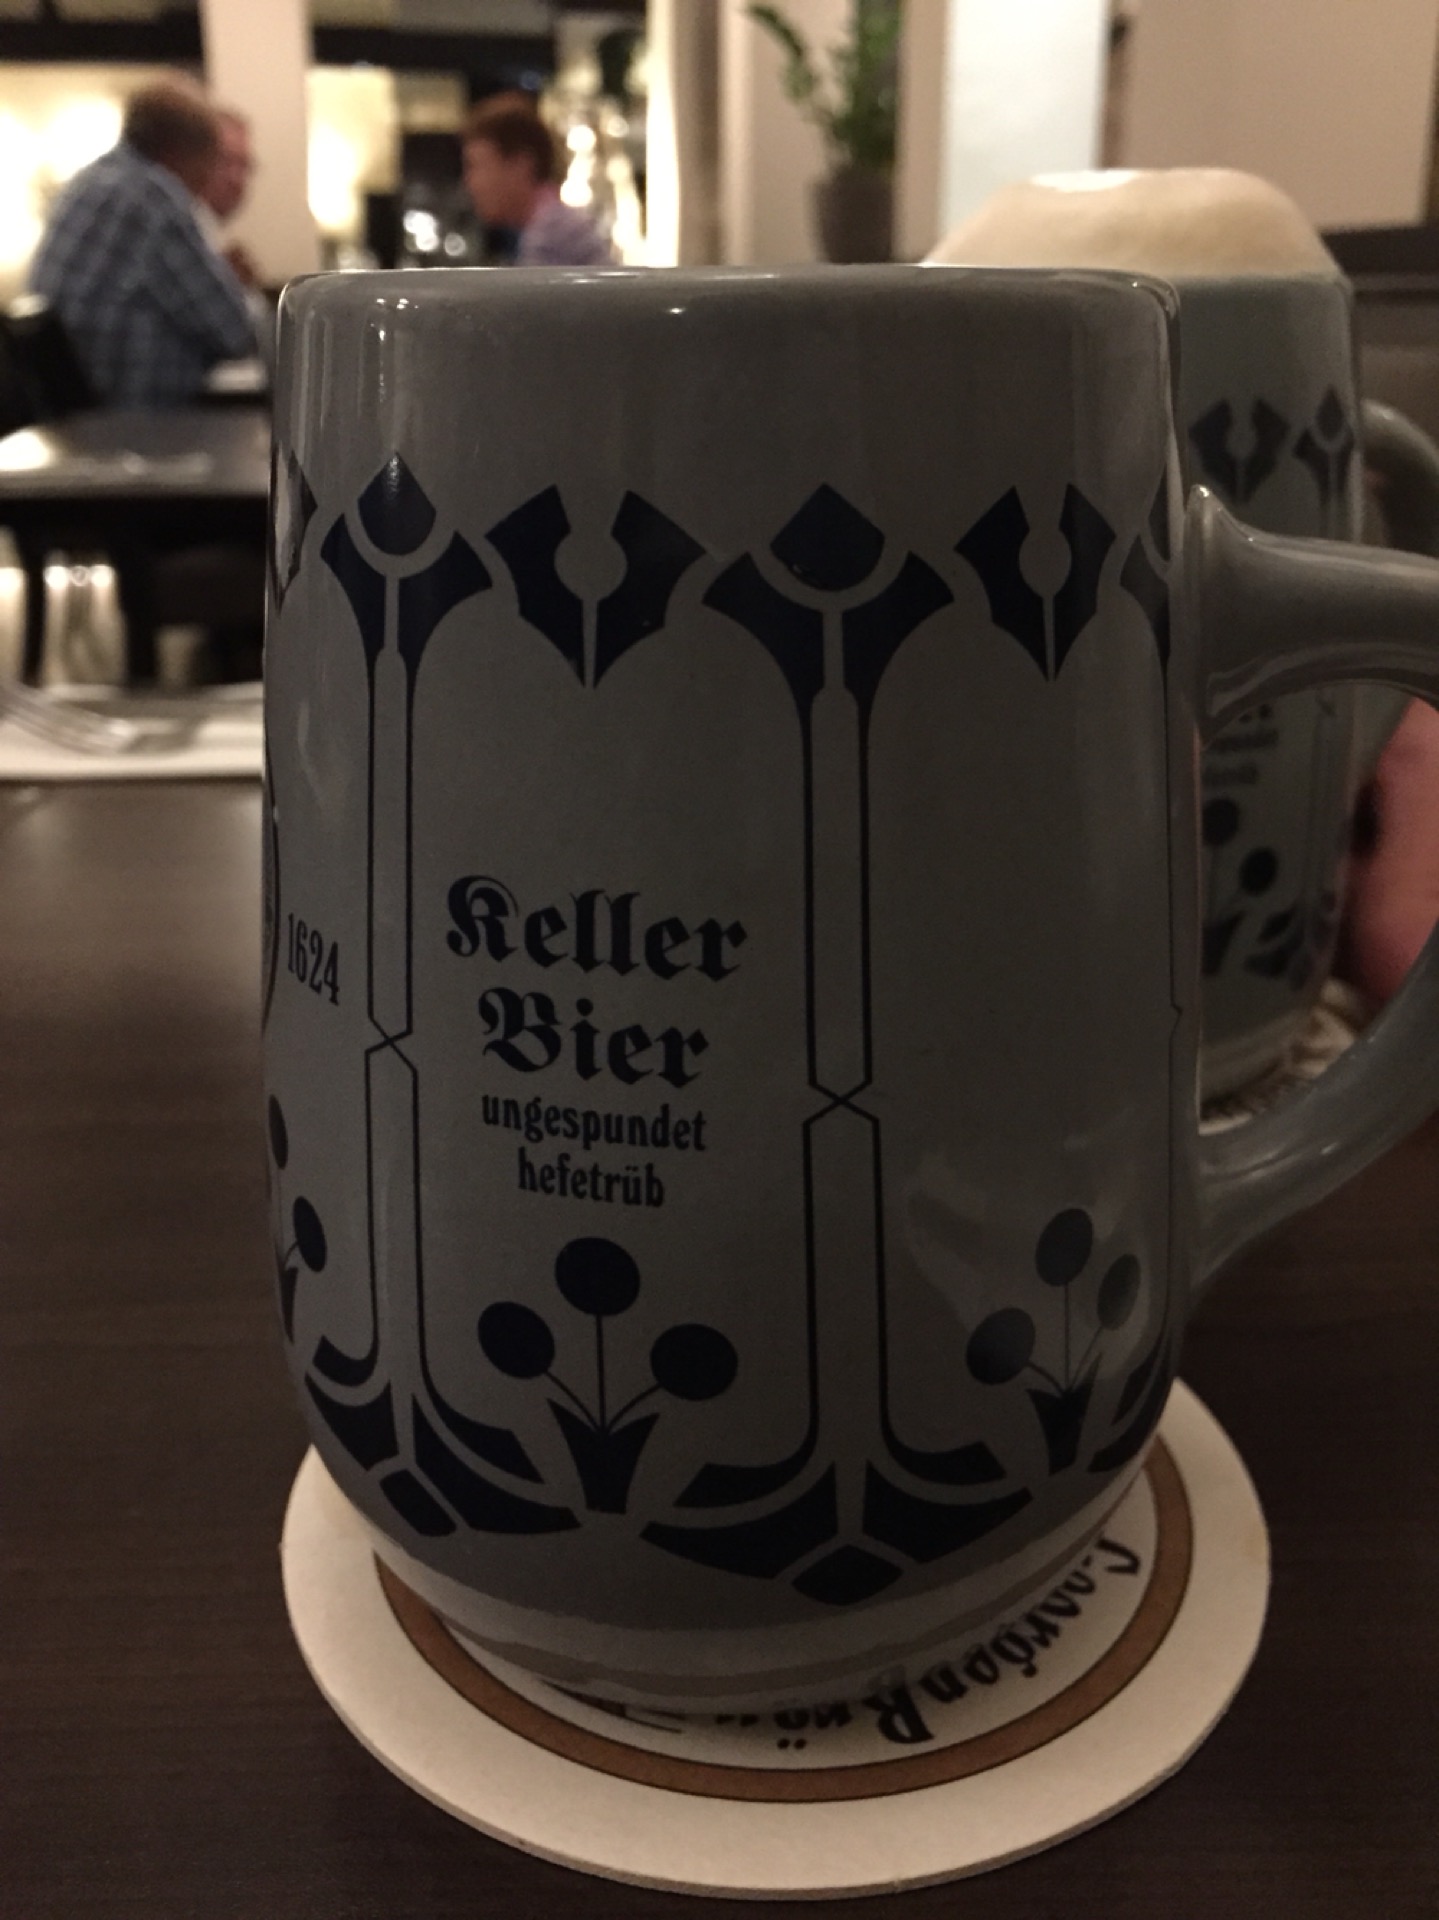 1624
Keller
Bier
ungespundet
hefetrüb